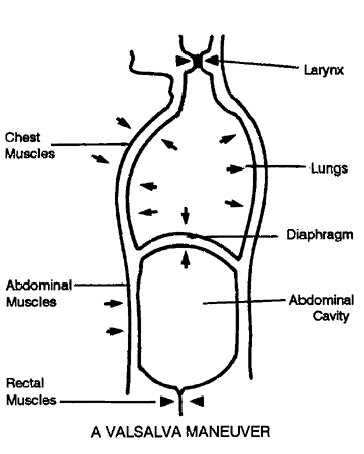 Larynx
Chest
Muscles
Lungs
Diaphragm
Abdominal
Muscles
Abdominal
Cavity
Rectal
Muscles
A VALSALVA MANEUVER